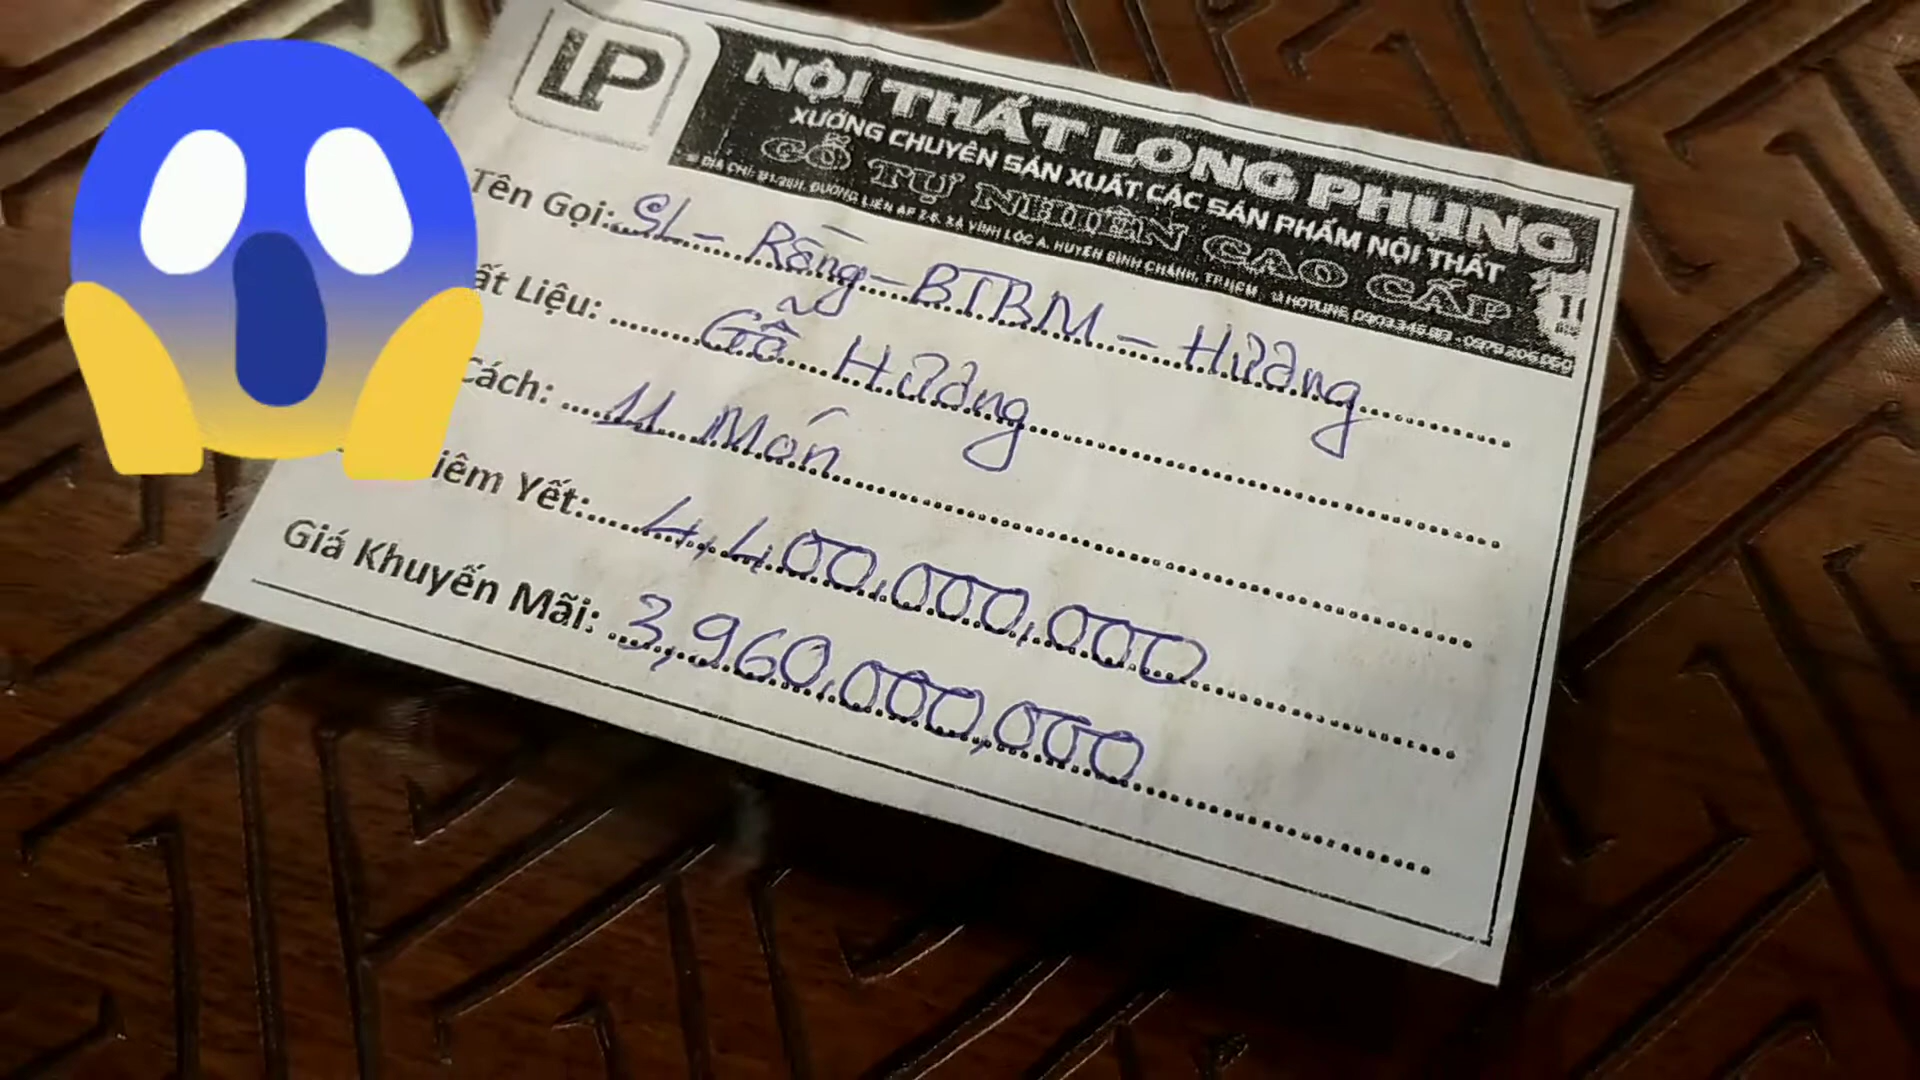 LP
NỘI THẤT LONG PHỤNG
XƯỞNG CHUYÊN SẢN XUẤT CÁC SẢN PHẨM NỘI THẤT
GỖ TỰ NHIÊN CAO CẤP
ĐỊA CHỈ: ĐƯỜNG LIÊN ẤP 2-6, XÃ VĨNH LỘC A, HUYỆN BÌNH CHÁNH, TP.HCM HOTLINE
Tên Gọi: SL - Rồng - BTBM - Hương
ất Liệu: Gỗ Hương
Cách: 11 Món
iêm Yết: 4,400,000,000
Giá Khuyến Mãi: 3,960,000,000